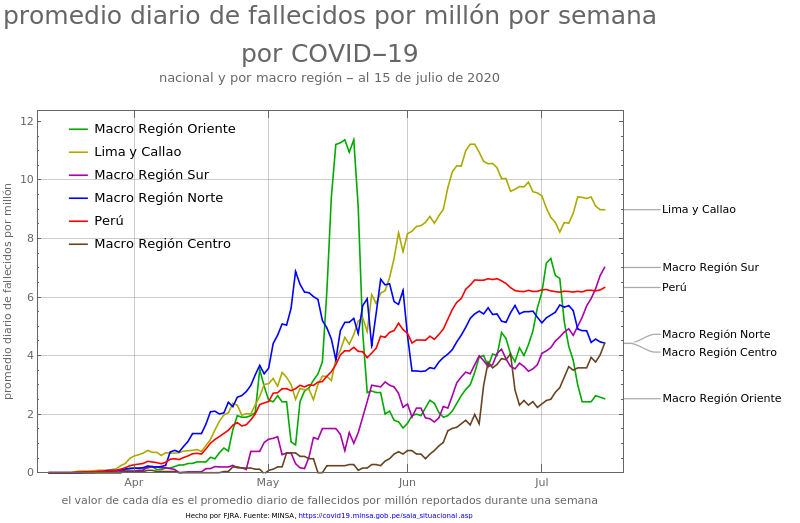 promedio diario de fallecidos por millón por semana
por COVID‒19
nacional y por macro región ‒ al 15 de julio de 2020
promedio diario de fallecidos por millón
12
10
8
6
4
2
0
Macro Región Oriente
Lima y Callao
Macro Región Sur
Macro Región Norte
Perú
Macro Región Centro
Lima y Callao
Macro Región Sur
Perú
Macro Región Norte
Macro Región Centro
Macro Región Oriente
Apr May Jun Jul
el valor de cada día es el promedio diario de fallecidos por millón reportados durante una semana
Hecho por FJRA. Fuente: MINSA, https://covid19.minsa.gob.pe/sala_situacional.asp